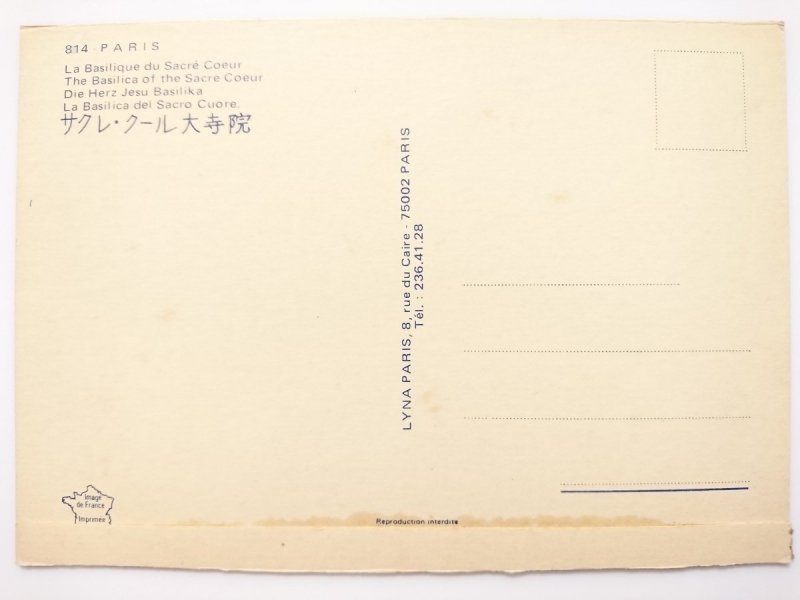 814 - PARIS
La Basilique du Sacré Coeur
The Basilica of the Sacre Coeur
Die Herz Jesu Basilika
La Basilica del Sacro Cuore.
サクレ・クール大寺院
LYNA PARIS, 8, rue du Caire - 75002 PARIS
Tél. : 236.41.28
Image
de France
Imprimée
Reproduction interdite